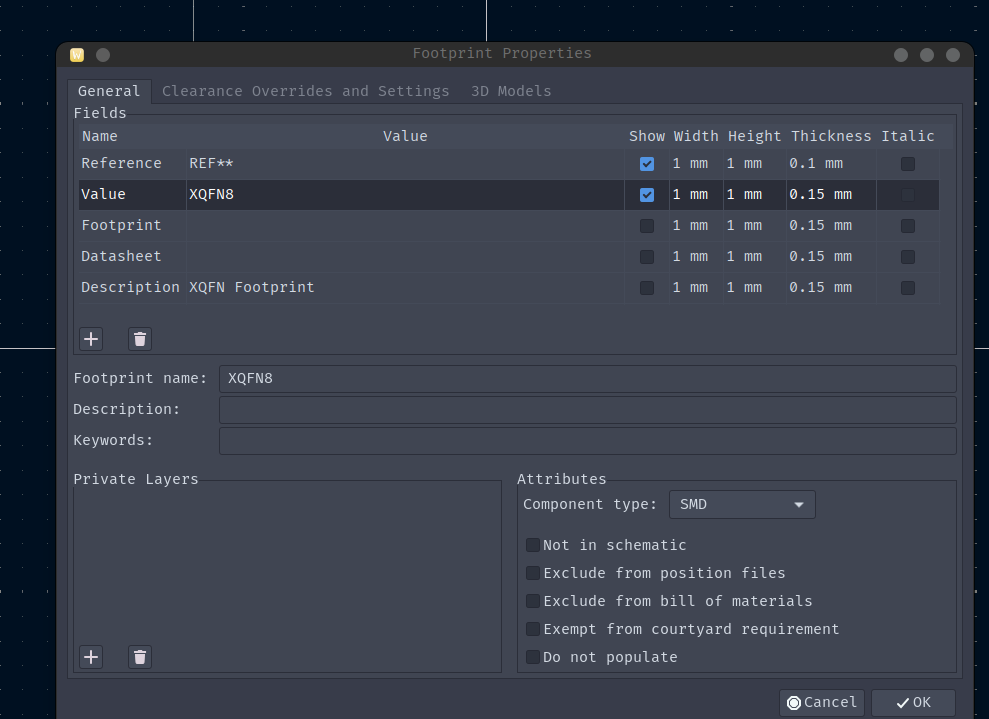 Footprint Properties
General Clearance Overrides and Settings 3D Models
Fields
Name Value Show Width Height Thickness Italic
Reference REF** 1 mm 1 mm 0.1 mm
Value XQFN8 1 mm 1 mm 0.15 mm
Footprint 1 mm 1 mm 0.15 mm
Datasheet 1 mm 1 mm 0.15 mm
Description XQFN Footprint 1 mm 1 mm 0.15 mm
Footprint name: XQFN8
Description:
Keywords:
Private Layers
Attributes
Component type: SMD
Not in schematic
Exclude from position files
Exclude from bill of materials
Exempt from courtyard requirement
Do not populate
Cancel OK